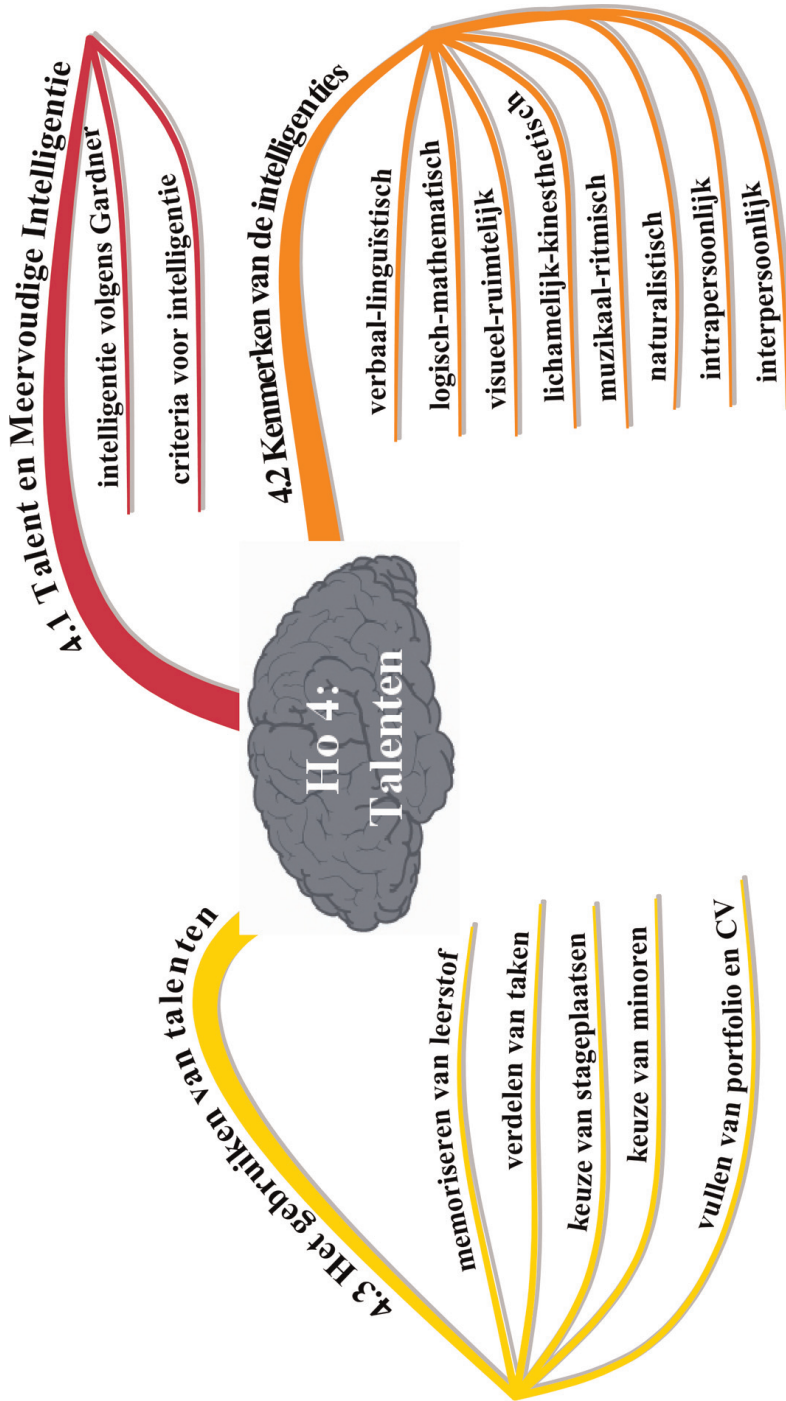 Ho 4:
Talenten
4.1 Talent en Meervoudige Intelligentie
intelligentie volgens Gardner
criteria voor intelligentie
4.2 Kenmerken van de intelligenties
verbaal-linguïstisch
logisch-mathematisch
visueel-ruimtelijk
lichamelijk-kinesthetisch
muzikaal-ritmisch
naturalistisch
intrapersoonlijk
interpersoonlijk
4.3 Het gebruiken van talenten
memoriseren van leerstof
verdelen van taken
keuze van stageplaatsen
keuze van minoren
vullen van portfolio en CV